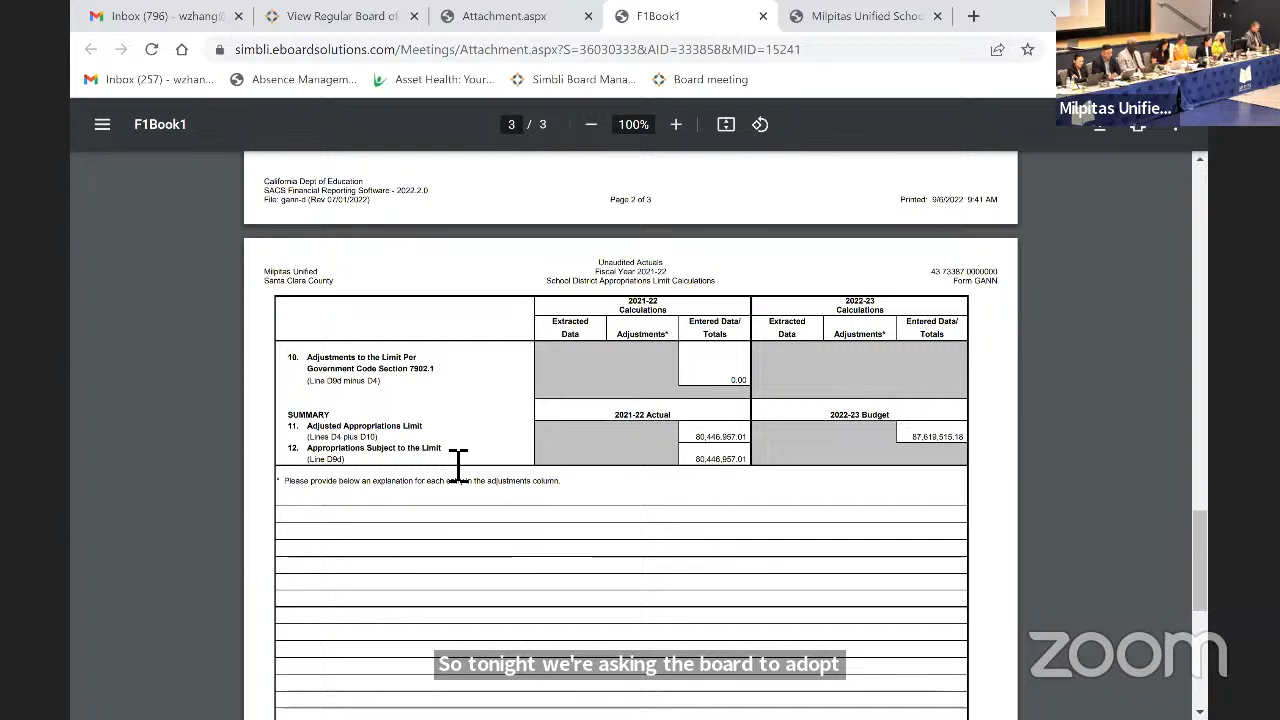 Inbox (796) - wzhang@
View Regular Board of
Attachment.aspx
F1Book1
Milpitas Unified Schoo
simbli.eboardsolutions.com/Meetings/Attachment.aspx?S=36030333&AID=333858&MID=15241
Inbox (257) - wzhan...
Absence Managem...
Asset Health: Your...
Simbli Board Mana...
Board meeting
Milpitas Unifie...
F1Book1
3 / 3
100%
California Dept of Education
SACS Financial Reporting Software - 2022.2.0
File: gann-d (Rev 07/01/2022)
Page 2 of 3
Printed: 9/6/2022 9:41 AM
Milpitas Unified
Santa Clara County
Unaudited Actuals
Fiscal Year 2021-22
School District Appropriations Limit Calculations
43 73387 0000000
Form GANN
2021-22
Calculations
2022-23
Calculations
Extracted
Data
Adjustments*
Entered Data/
Totals
Extracted
Data
Adjustments*
Entered Data/
Totals
10. Adjustments to the Limit Per
Government Code Section 7902.1
(Line D9d minus D4)
0.00
SUMMARY
2021-22 Actual
2022-23 Budget
11. Adjusted Appropriations Limit
(Lines D4 plus D10)
80,446,957.01
87,619,515.18
12. Appropriations Subject to the Limit
(Line D9d)
80,446,957.01
* Please provide below an explanation for each entry in the adjustments column.
So tonight we're asking the board to adopt
zoom